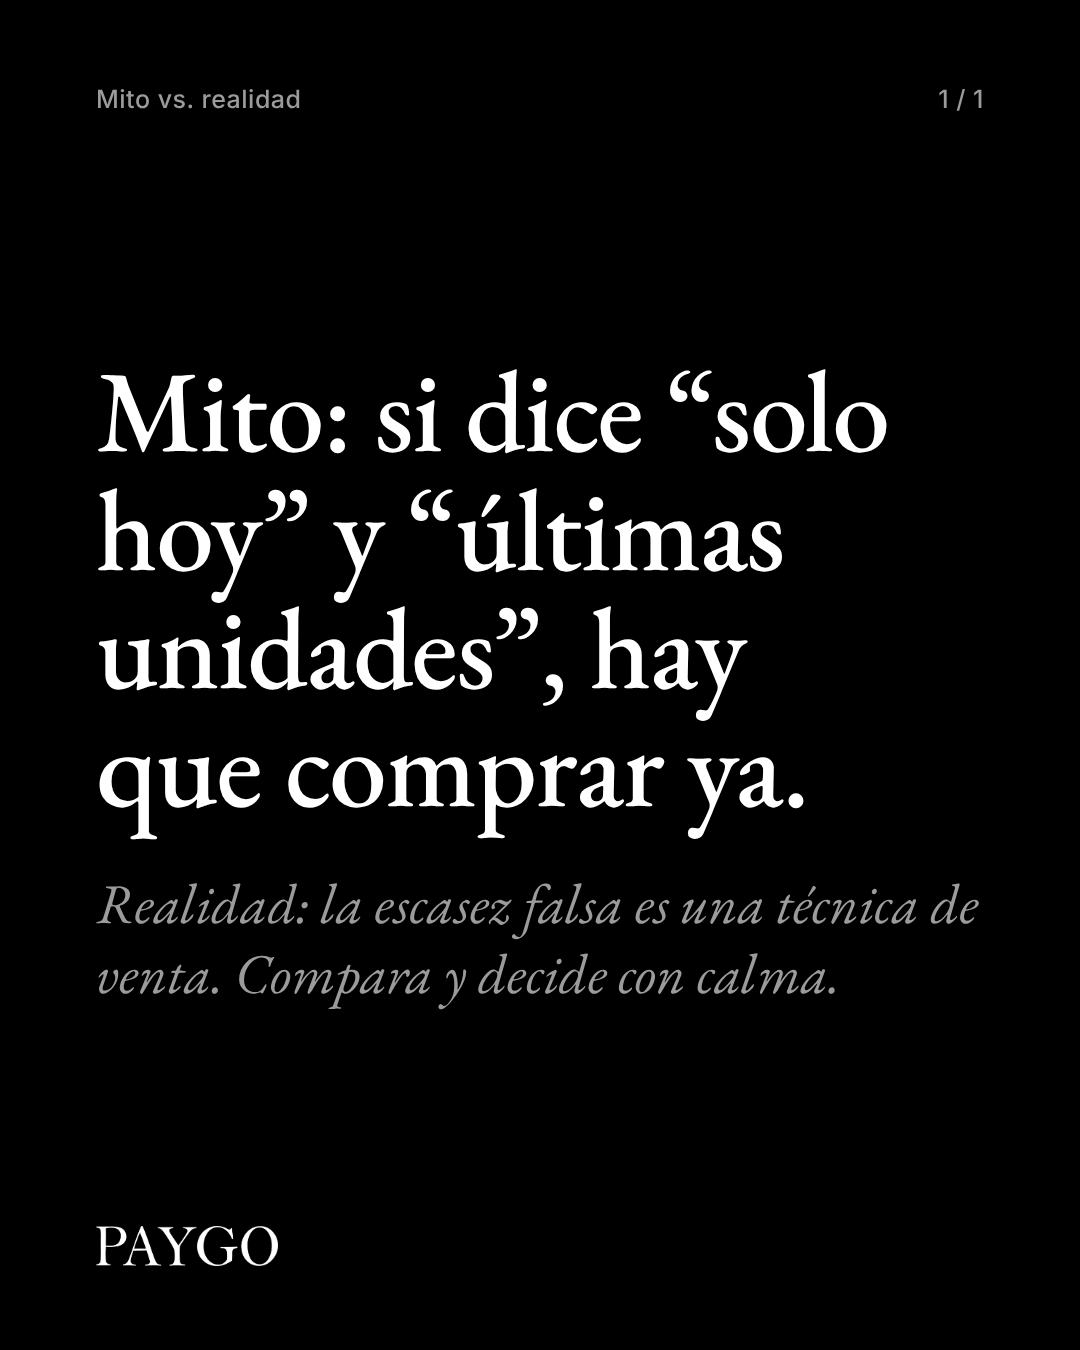 Mito vs. realidad
1 / 1
Mito: si dice “solo
hoy” y “últimas
unidades”, hay
que comprar ya.
Realidad: la escasez falsa es una técnica de
venta. Compara y decide con calma.
PAYGO